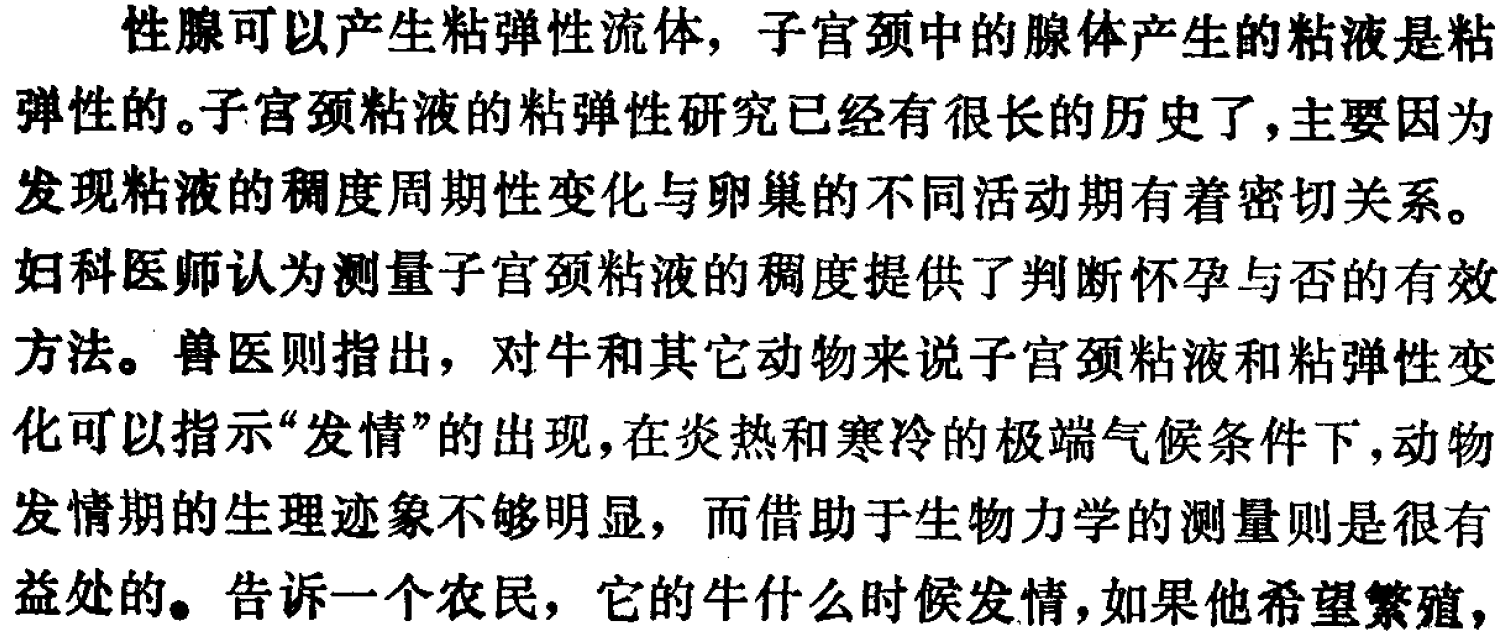 性腺可以产生粘弹性流体，子宫颈中的腺体产生的粘液是粘
弹性的。子宫颈粘液的粘弹性研究已经有很长的历史了，主要因为
发现粘液的稠度周期性变化与卵巢的不同活动期有着密切关系。
妇科医师认为测量子宫颈粘液的稠度提供了判断怀孕与否的有效
方法。兽医则指出，对牛和其它动物来说子宫颈粘液和粘弹性变
化可以指示“发情”的出现，在炎热和寒冷的极端气候条件下，动物
发情期的生理迹象不够明显，而借助于生物力学的测量则是很有
益处的。告诉一个农民，它的牛什么时候发情，如果他希望繁殖，